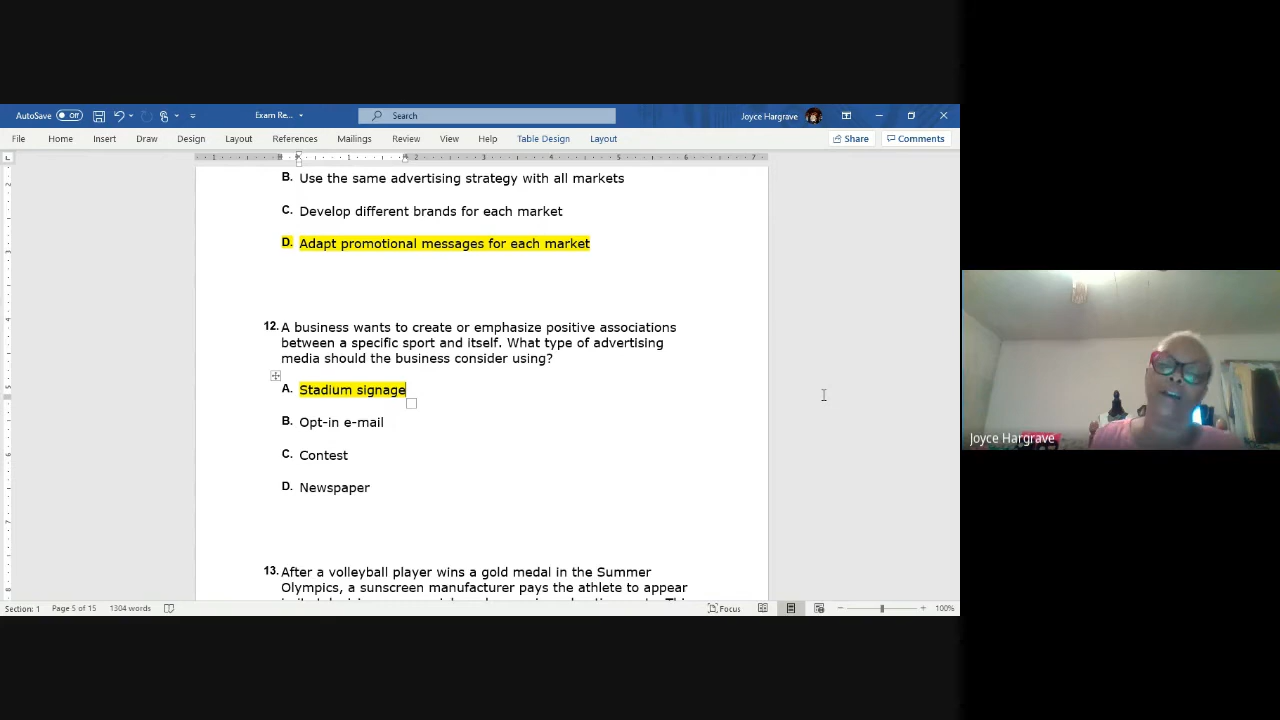 AutoSave Off Exam Re... Search Joyce Hargrave
File Home Insert Draw Design Layout References Mailings Review View Help Table Design Layout Share Comments
B. Use the same advertising strategy with all markets
C. Develop different brands for each market
D. Adapt promotional messages for each market
12. A business wants to create or emphasize positive associations
between a specific sport and itself. What type of advertising
media should the business consider using?
A. Stadium signage
B. Opt-in e-mail
C. Contest
D. Newspaper
13. After a volleyball player wins a gold medal in the Summer
Olympics, a sunscreen manufacturer pays the athlete to appear
Section: 1 Page 5 of 15 1304 words Focus 100%
Joyce Hargrave